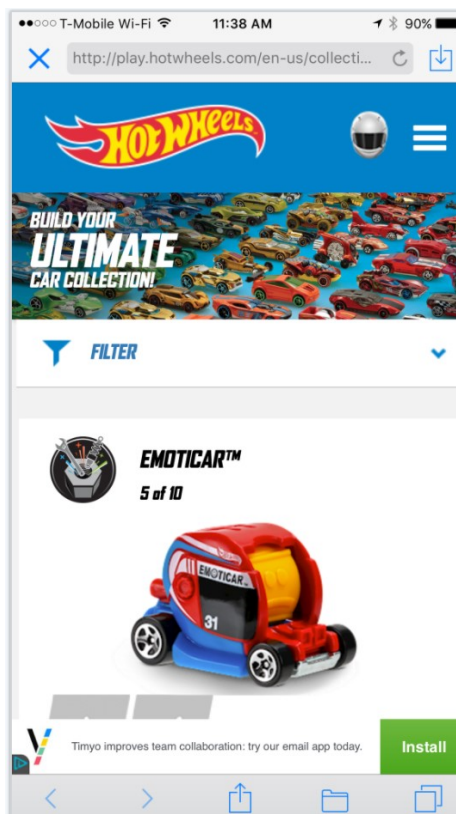 T-Mobile Wi-Fi 11:38 AM 90%
http://play.hotwheels.com/en-us/collecti...
HOT WHEELS
BUILD YOUR
ULTIMATE
CAR COLLECTION!
FILTER
EMOTICAR™
5 of 10
EMOTICAR
31
Timyo improves team collaboration: try our email app today.
Install